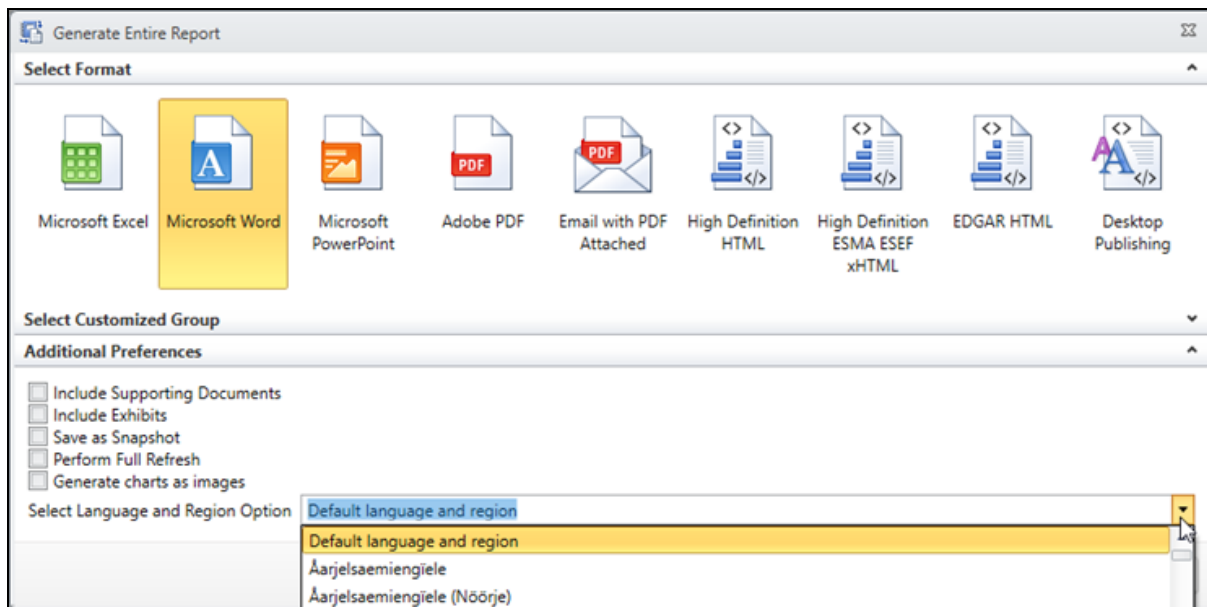 Generate Entire Report
Select Format
A
PDF
PDF
<>
</>
<>
</>
<>
</>
<>
A A
</>
Microsoft Excel
Microsoft Word
Microsoft
PowerPoint
Adobe PDF
Email with PDF
Attached
High Definition
HTML
High Definition
ESMA ESEF
xHTML
EDGAR HTML
Desktop
Publishing
Select Customized Group
Additional Preferences
Include Supporting Documents
Include Exhibits
Save as Snapshot
Perform Full Refresh
Generate charts as images
Select Language and Region Option Default language and region
Default language and region
Åarjelsaemiengïele
Åarjelsaemiengïele (Nöörje)